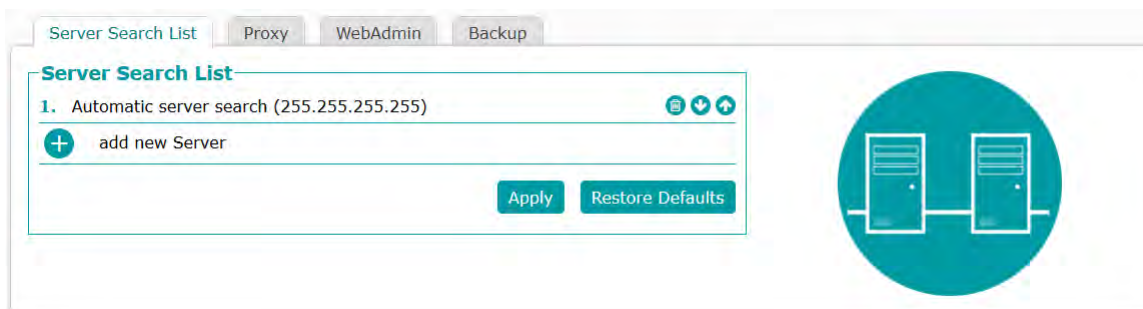 Server Search List Proxy WebAdmin Backup
Server Search List
1. Automatic server search (255.255.255.255)
add new Server
Apply Restore Defaults